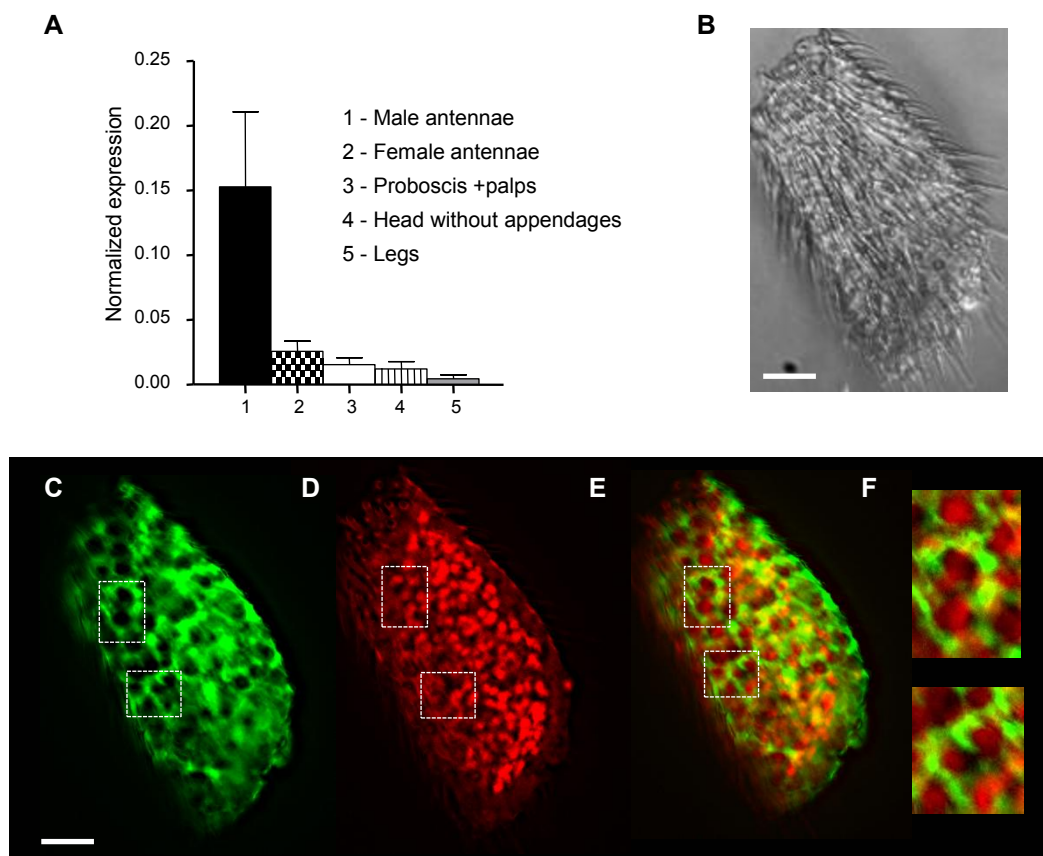 A
B
0.25
0.20
0.15
0.10
0.05
0.00
Normalized expression
1 - Male antennae
2 - Female antennae
3 - Proboscis +palps
4 - Head without appendages
5 - Legs
1 2 3 4 5
C D E F